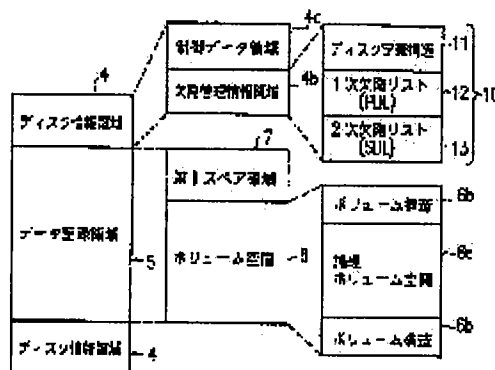 4c
4
制御データ領域
欠陥管理情報領域
4b
ディスク定義構造
11
1次欠陥リスト
(PDL)
12
10
2次欠陥リスト
(SDL)
13
ディスク情報領域
7
第1スペア領域
データ記録領域
5
ボリューム空間
6
ボリューム構造
6b
論理
ボリューム空間
6c
ボリューム構造
6b
ディスク情報領域
4